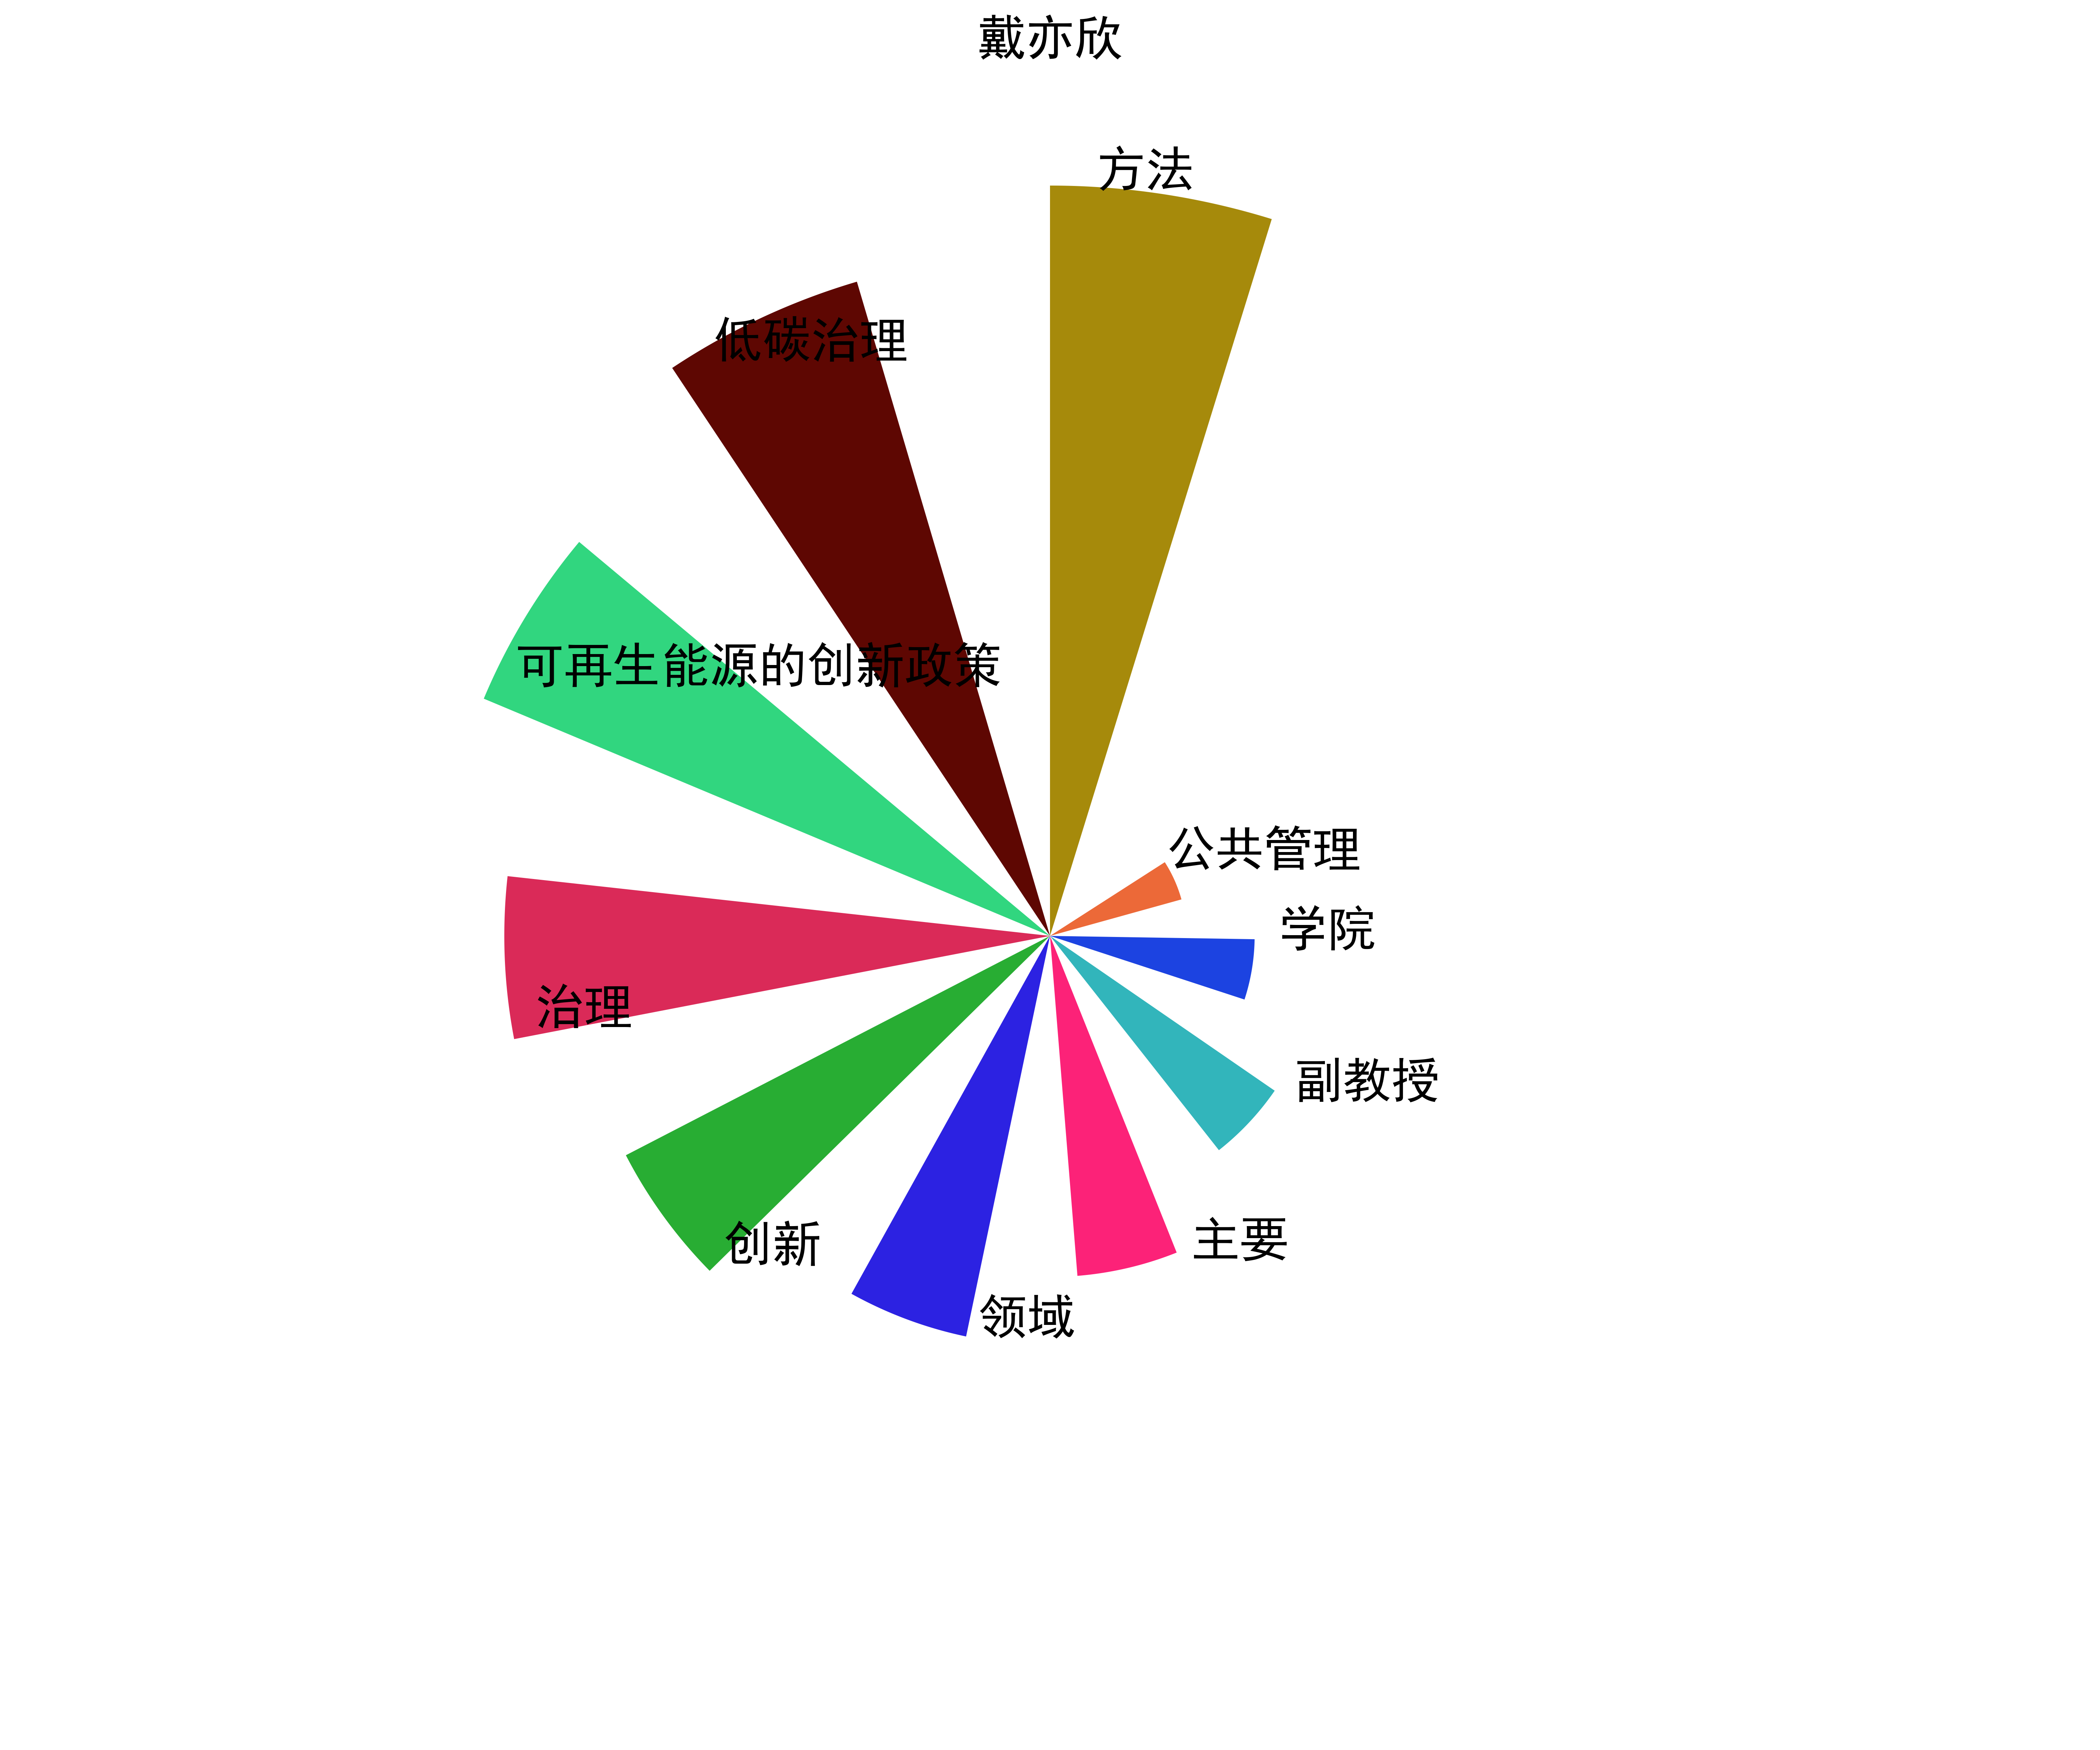 戴亦欣
方法
低碳治理
可再生能源的创新政策
公共管理
学院
治理
副教授
主要
创新
领域